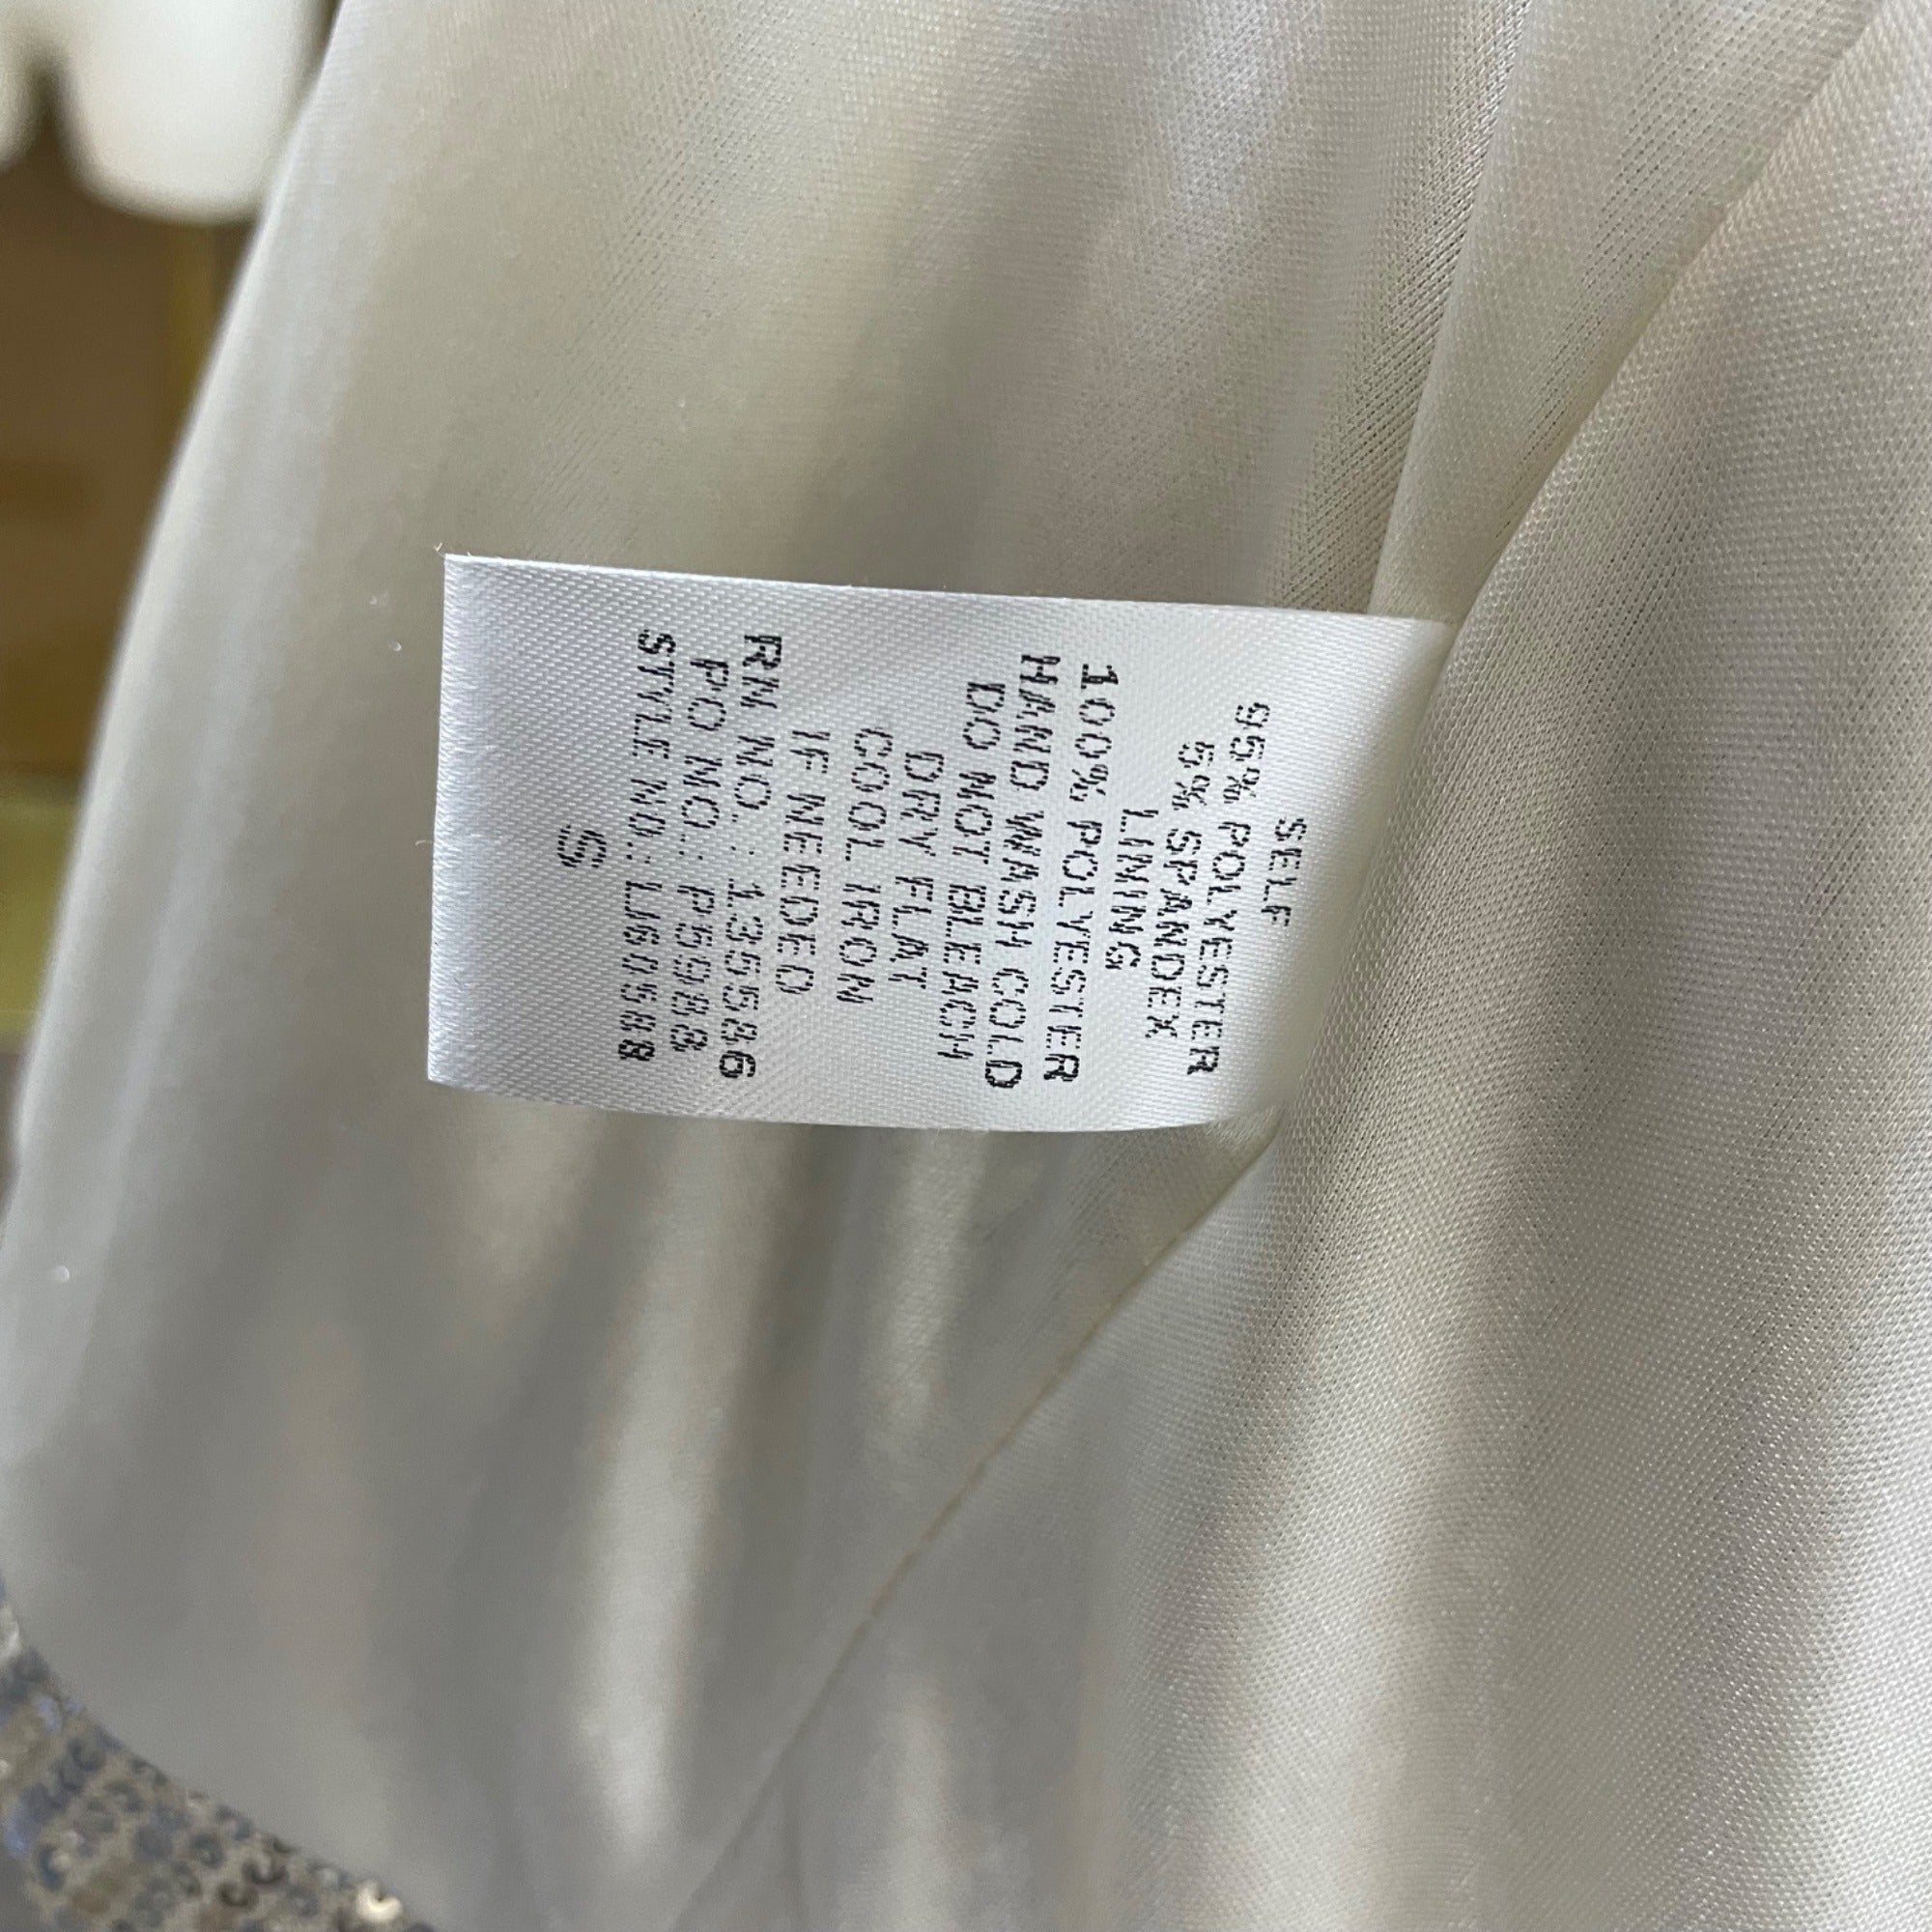 SELF
95% POLYESTER
5% SPANDEX
LINING
100% POLYESTER
HAND WASH COLD
DO NOT BLEACH
DRY FLAT
COOL IRON
IF NEEDED
RN NO.: 135586
PO NO.: P5988
STYLE NO.: LJ60588
S